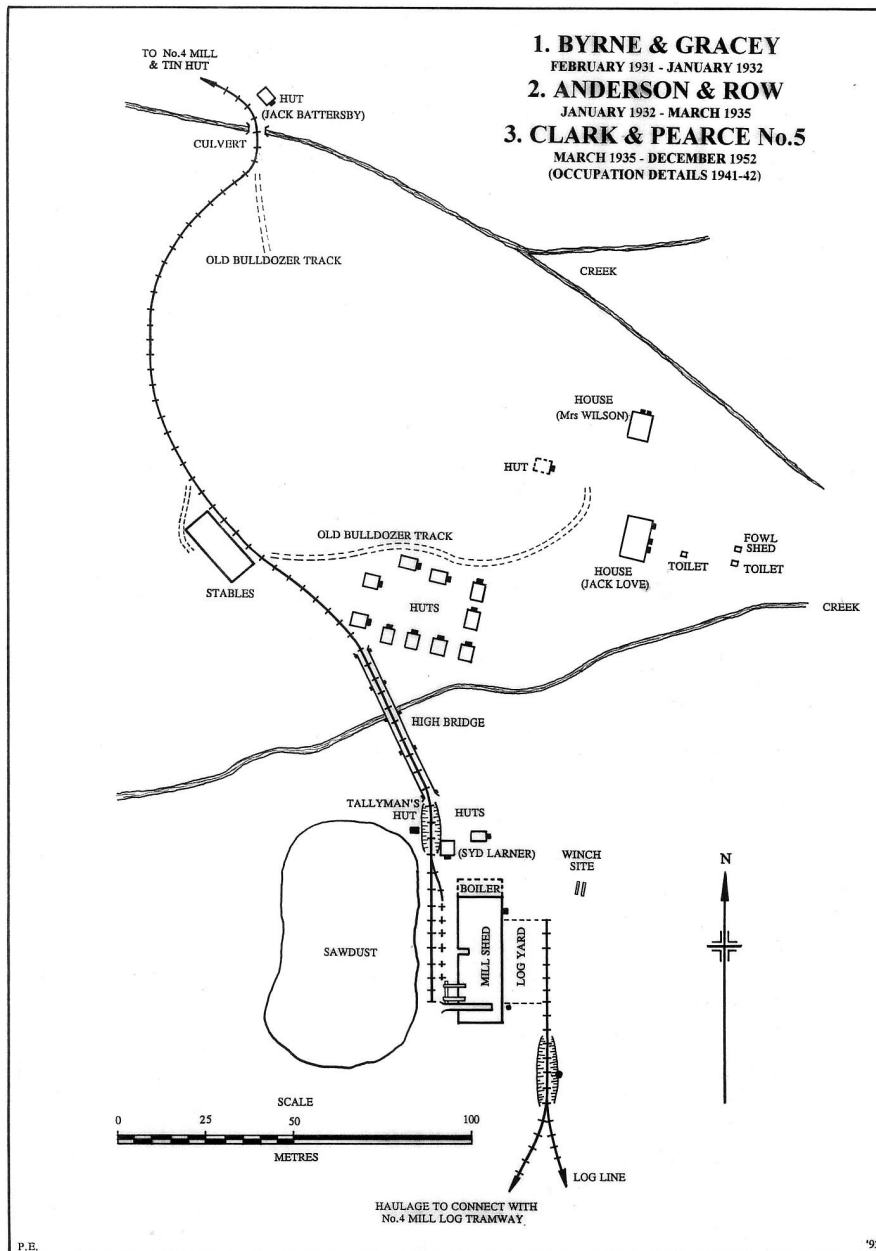 1. BYRNE & GRACEY
FEBRUARY 1931 - JANUARY 1932
2. ANDERSON & ROW
JANUARY 1932 - MARCH 1935
3. CLARK & PEARCE No.5
MARCH 1935 - DECEMBER 1952
(OCCUPATION DETAILS 1941-42)
TO No.4 MILL
& TIN HUT
HUT
(JACK BATTERSBY)
CULVERT
OLD BULLDOZER TRACK
CREEK
HOUSE
(Mrs WILSON)
HUT
OLD BULLDOZER TRACK
FOWL
SHED
TOILET
TOILET
HOUSE
(JACK LOVE)
STABLES
HUTS
CREEK
HIGH BRIDGE
TALLYMAN'S
HUT
HUTS
(SYD LARNER)
WINCH
SITE
N
BOILER
MILL SHED
LOG YARD
SAWDUST
SCALE
0 25 50 100
METRES
LOG LINE
HAULAGE TO CONNECT WITH
No.4 MILL LOG TRAMWAY
P.E.